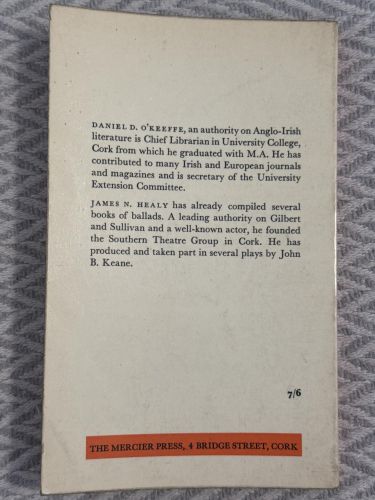 DANIEL D. O'KEEFFE, an authority on Anglo-Irish
literature is Chief Librarian in University College,
Cork from which he graduated with M.A. He has
contributed to many Irish and European journals
and magazines and is secretary of the University
Extension Committee.
JAMES N. HEALY has already compiled several
books of ballads. A leading authority on Gilbert
and Sullivan and a well-known actor, he founded
the Southern Theatre Group in Cork. He has
produced and taken part in several plays by John
B. Keane.
7/6
THE MERCIER PRESS, 4 BRIDGE STREET, CORK